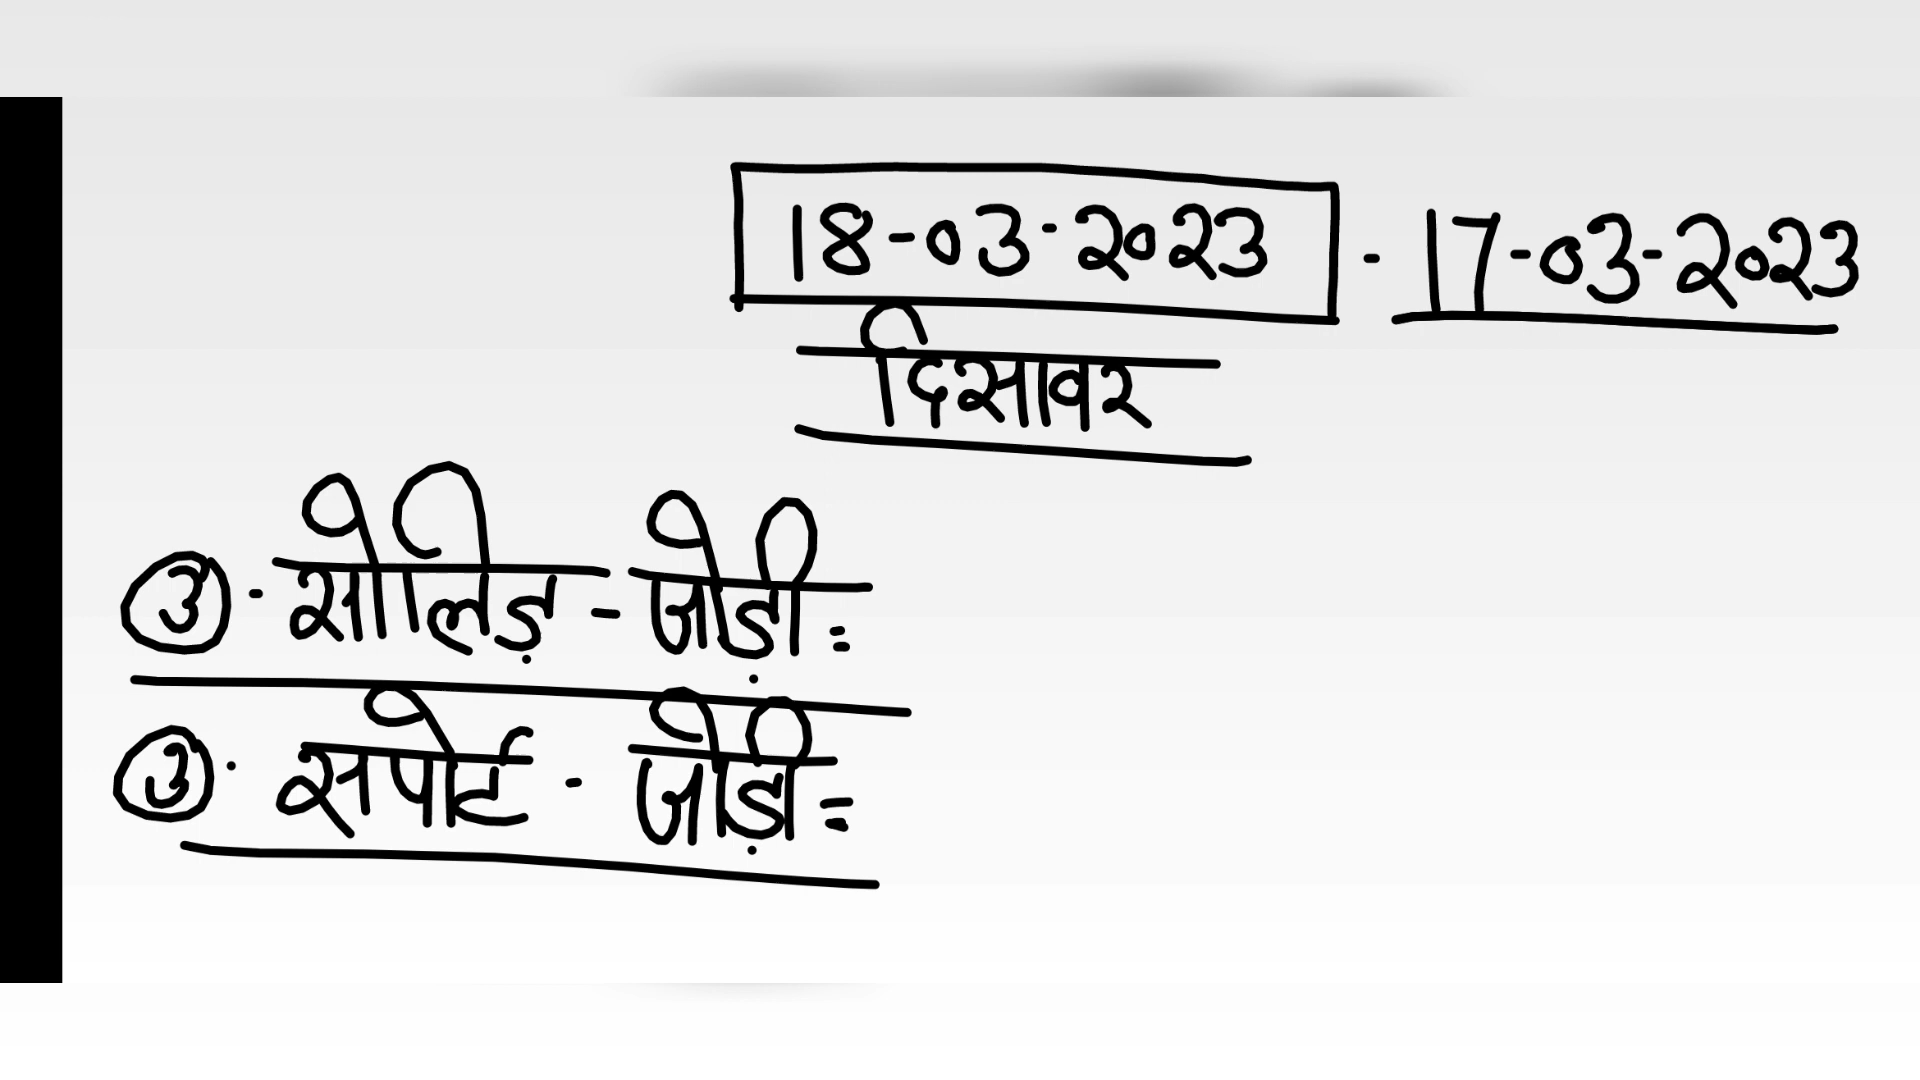 18-03-2023 - 17-03-2023
दिसावर
③ - सोलिड़ - जोड़ी =
③ · सपोर्ट - जोड़ी =